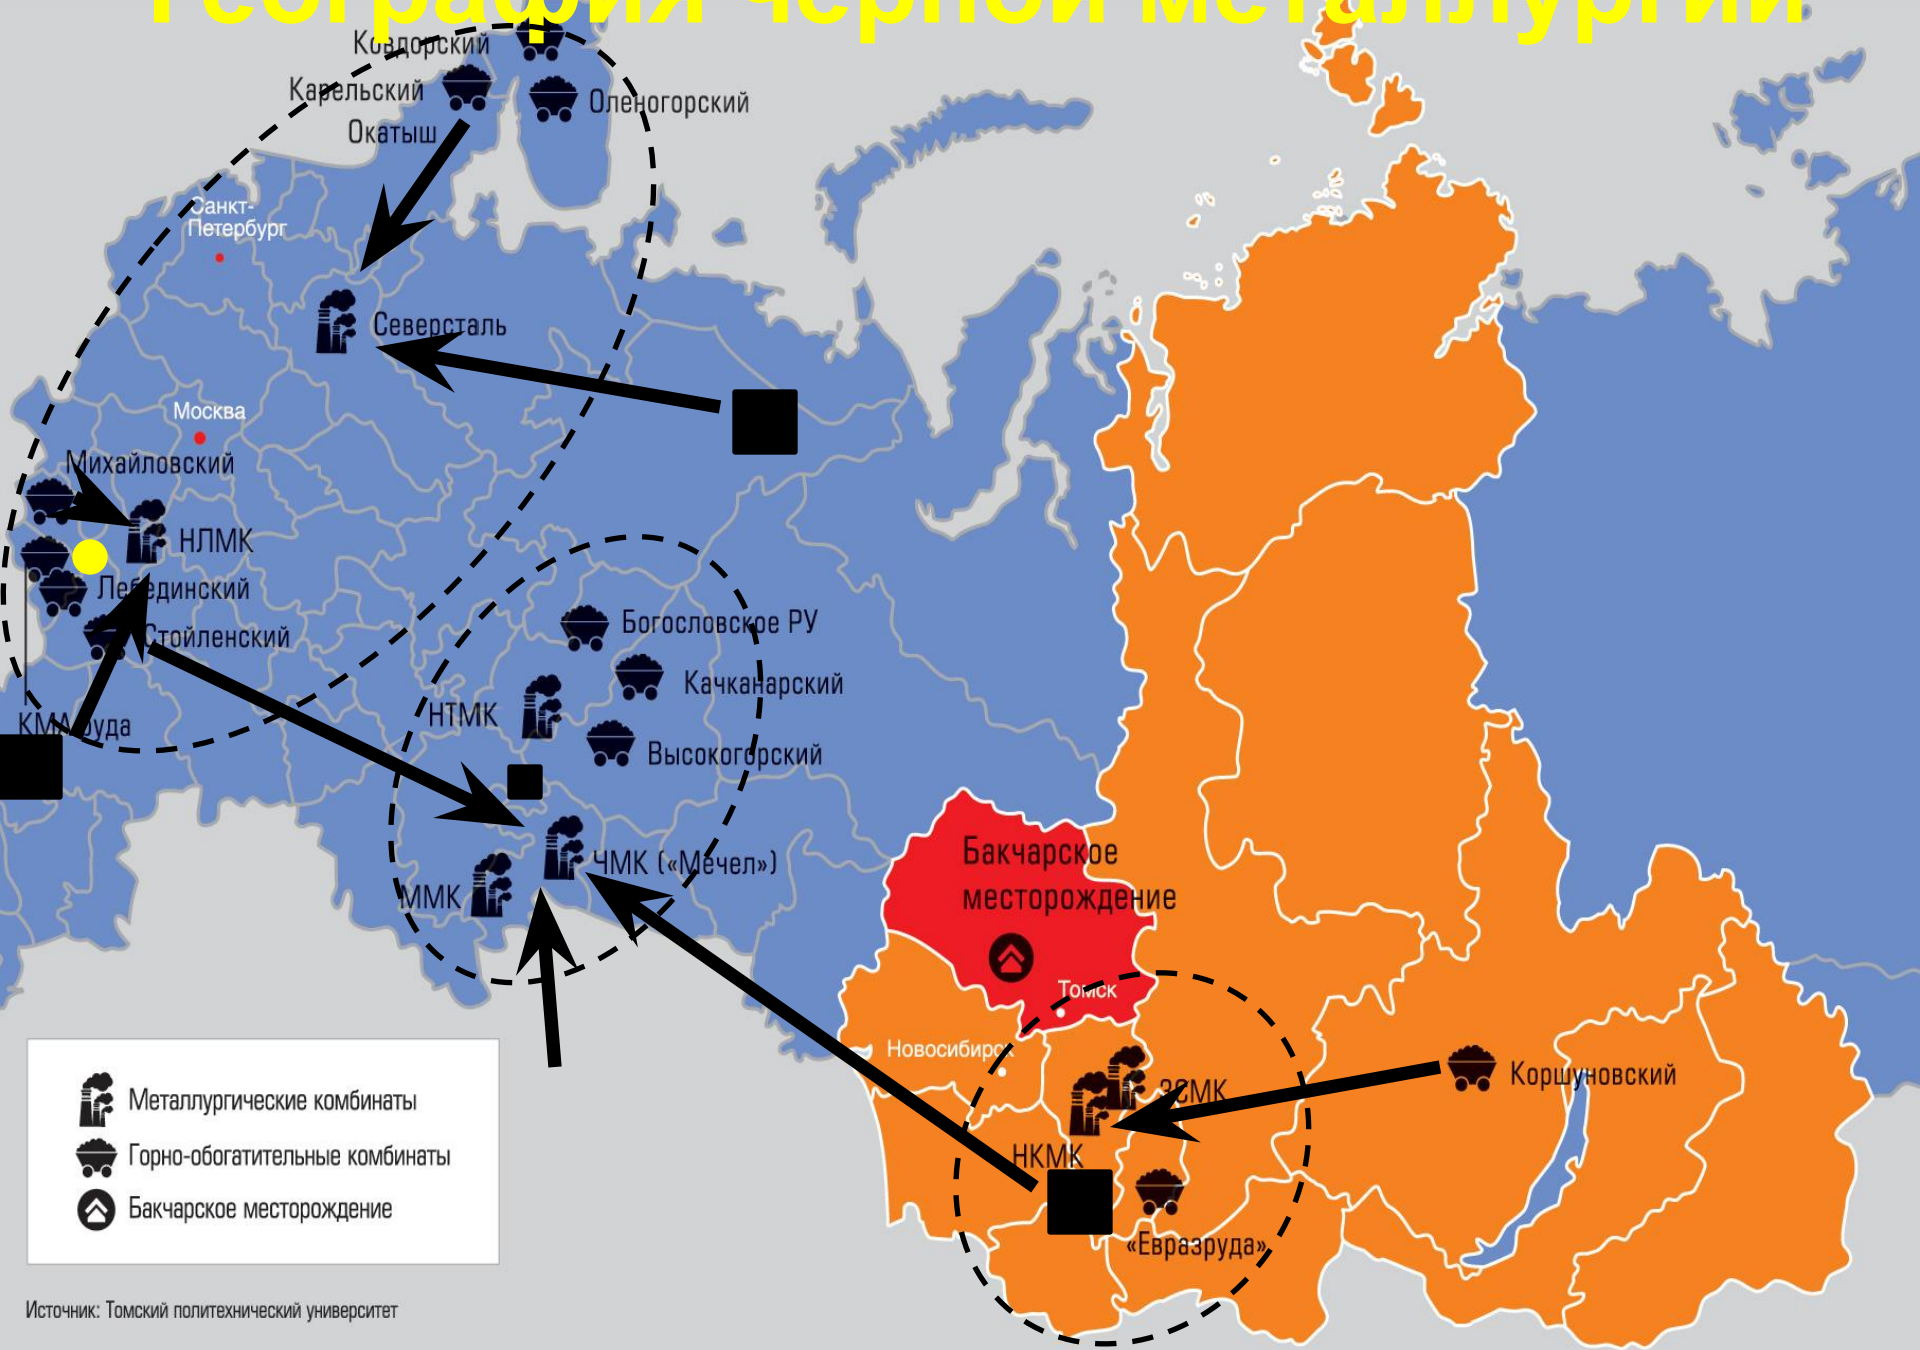 География черной металлургии
Ковдорский
Карельский
Окатыш
Оленогорский
Санкт-
Петербург
Северсталь
Москва
Михайловский
НЛМК
Лебединский
Стойленский
КМАруда
Богословское РУ
Качканарский
НТМК
Высокогорский
ЧМК («Мечел»)
ММК
Бакчарское
месторождение
Томск
Новосибирск
ЗСМК
Коршуновский
НКМК
«Евразруда»
Металлургические комбинаты
Горно-обогатительные комбинаты
Бакчарское месторождение
Источник: Томский политехнический университет